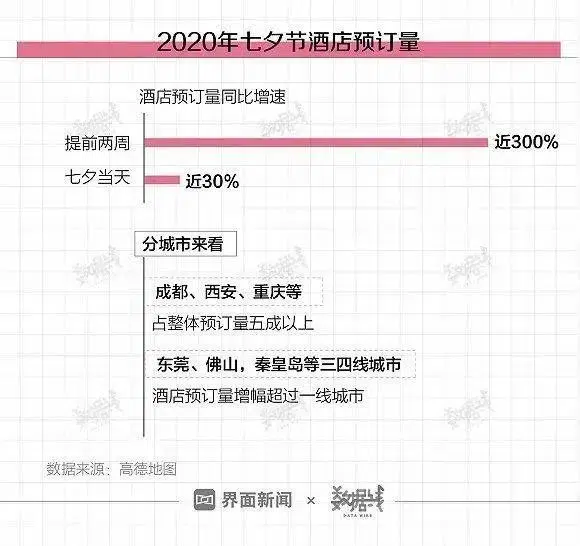 2020年七夕节酒店预订量
酒店预订量同比增速
提前两周
近300%
七夕当天
近30%
分城市来看
成都、西安、重庆等
占整体预订量五成以上
东莞、佛山，秦皇岛等三四线城市
酒店预订量增幅超过一线城市
数据来源：高德地图
界面新闻 × 数据线
DATA WIRE